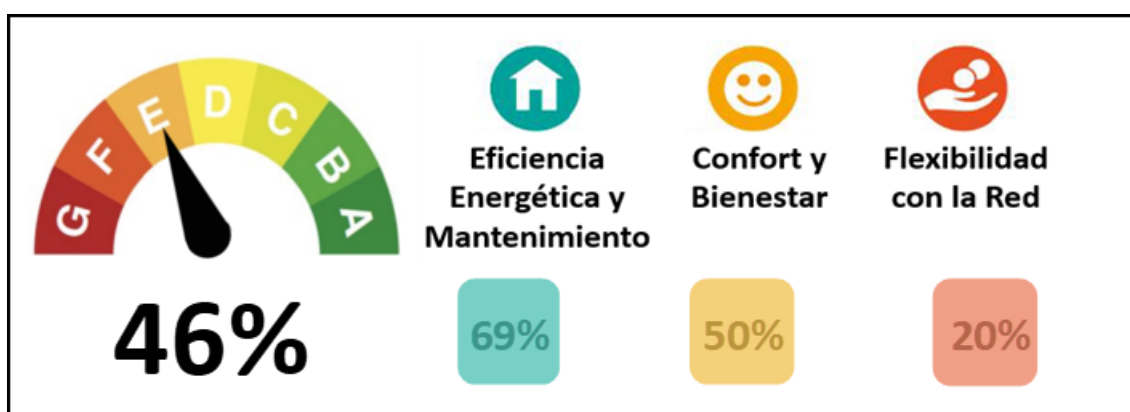 G
F
E
D
C
B
A
46%
Eficiencia
Energética y
Mantenimiento
69%
Confort y
Bienestar
50%
Flexibilidad
con la Red
20%